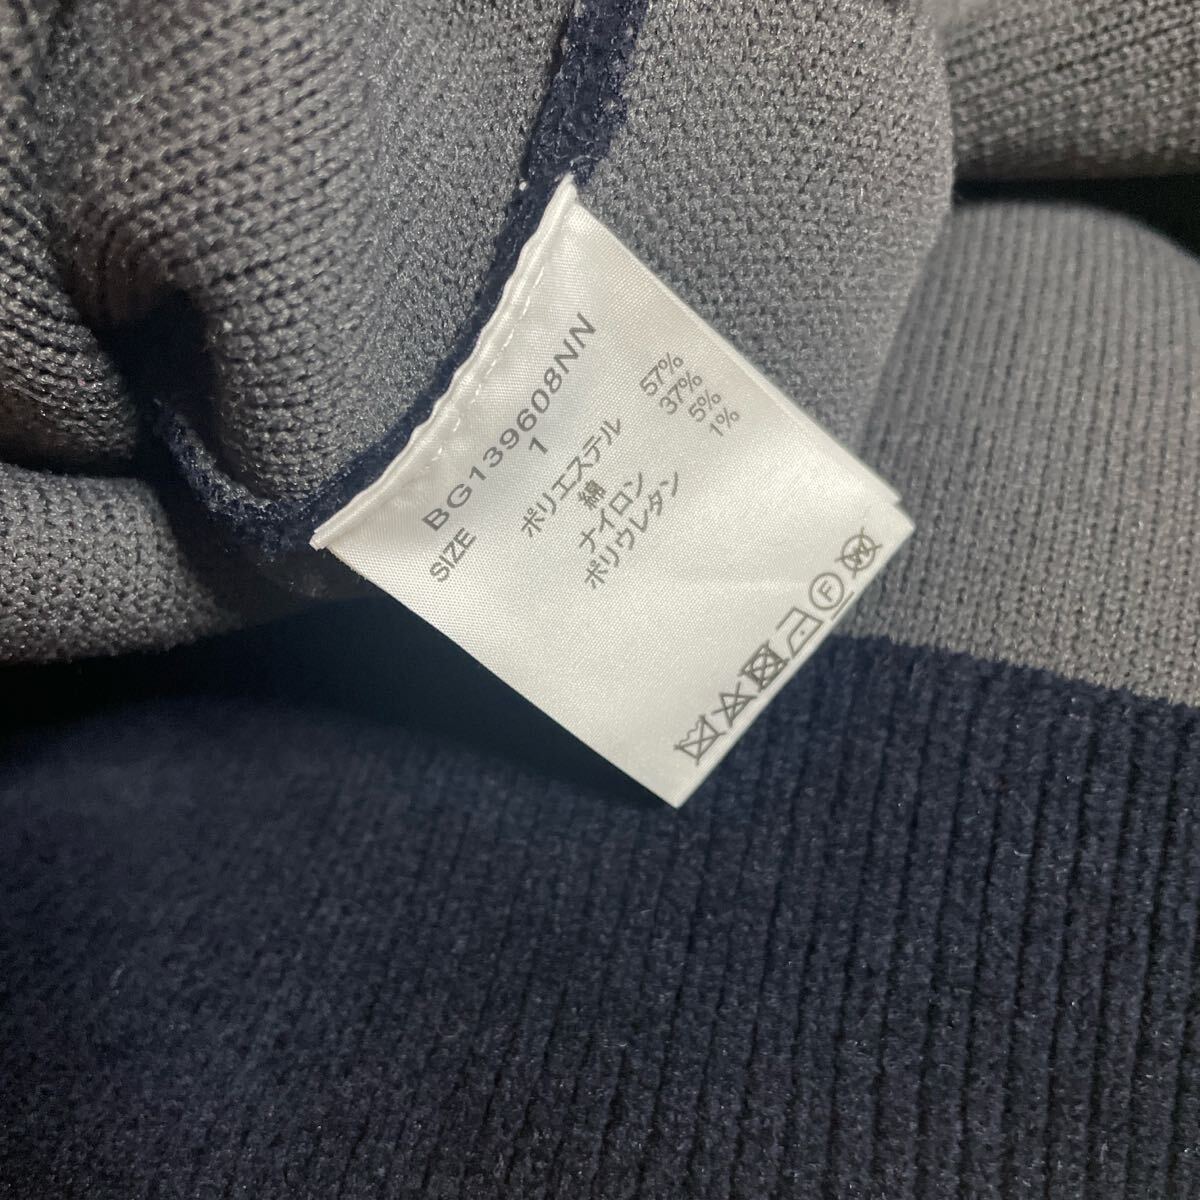 BG139608NN
SIZE 1
ポリエステル 57%
綿 37%
ナイロン 5%
ポリウレタン 1%
F
W